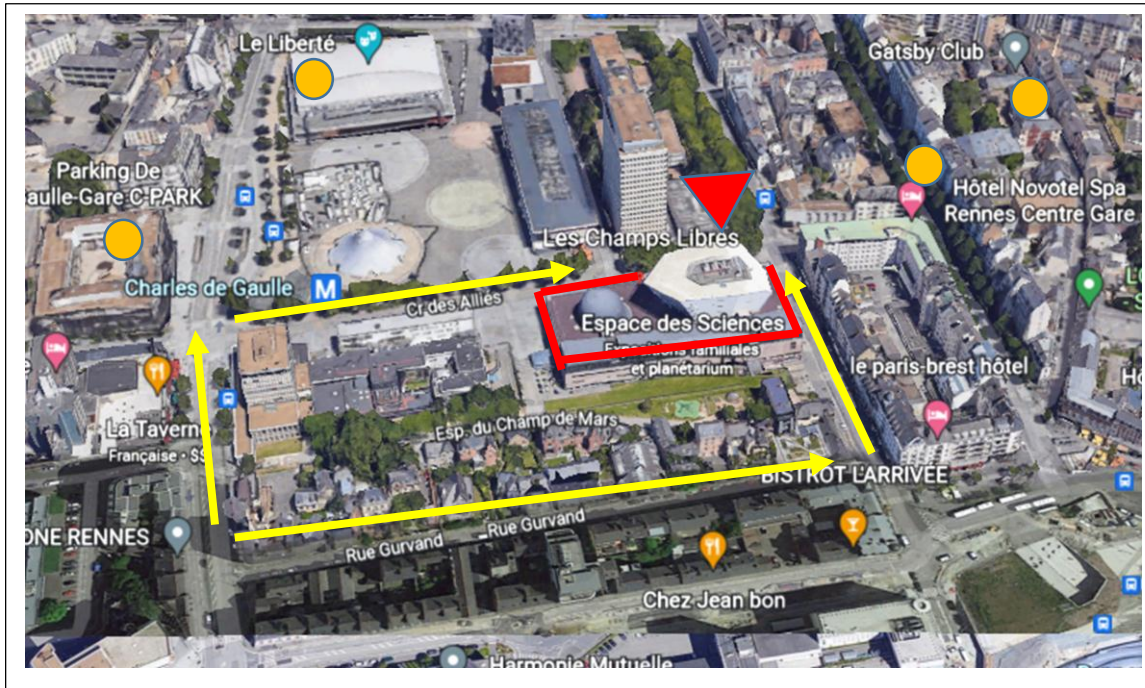 Le Liberté
Gatsby Club
Parking De
aulle-Gare C-PARK
Hôtel Novotel Spa
Rennes Centre Gare
Les Champs Libres
Charles de Gaulle
M
Cr des Alliés
Espace des Sciences
Expositions familiales
et planétarium
le paris-brest hôtel
La Taverne
Française · $$
Esp. du Champ de Mars
BISTROT L'ARRIVÉE
ONE RENNES
Rue Gurvand
Rue Gurvand
Chez Jean bon
Harmonie Mutuelle